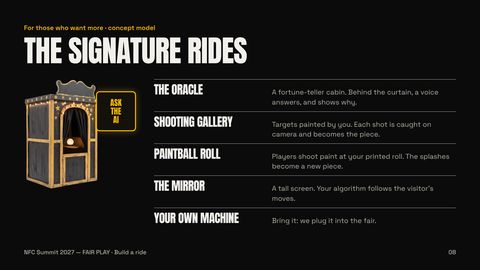 For those who want more · concept model
THE SIGNATURE RIDES
ASK
THE
AI
THE ORACLE
A fortune-teller cabin. Behind the curtain, a voice
answers, and shows why.
SHOOTING GALLERY
Targets painted by you. Each shot is caught on
camera and becomes the piece.
PAINTBALL ROLL
Players shoot paint at your printed roll. The splashes
become a new piece.
THE MIRROR
A tall screen. Your algorithm follows the visitor's
moves.
YOUR OWN MACHINE
Bring it: we plug it into the fair.
NFC Summit 2027 — FAIR PLAY · Build a ride
08